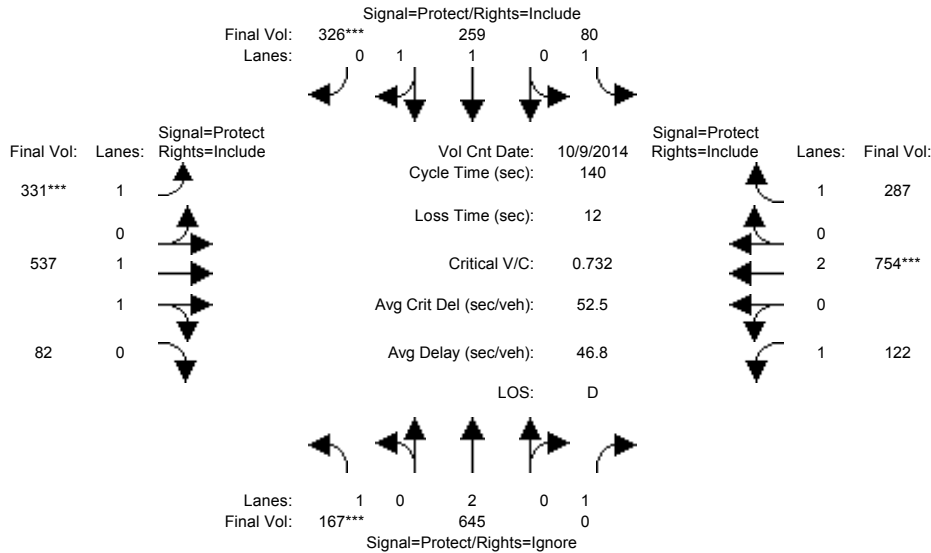 Signal=Protect/Rights=Include
Final Vol: 326*** 259 80
Lanes: 0 1 1 0 1
Signal=Protect Signal=Protect
Final Vol: Lanes: Rights=Include Vol Cnt Date: 10/9/2014 Rights=Include Lanes: Final Vol:
Cycle Time (sec): 140
331*** 1 1 287
Loss Time (sec): 12
0 0
537 1 Critical V/C: 0.732 2 754***
1 Avg Crit Del (sec/veh): 52.5 0
82 0 Avg Delay (sec/veh): 46.8 1 122
LOS: D
Lanes: 1 0 2 0 1
Final Vol: 167*** 645 0
Signal=Protect/Rights=Ignore